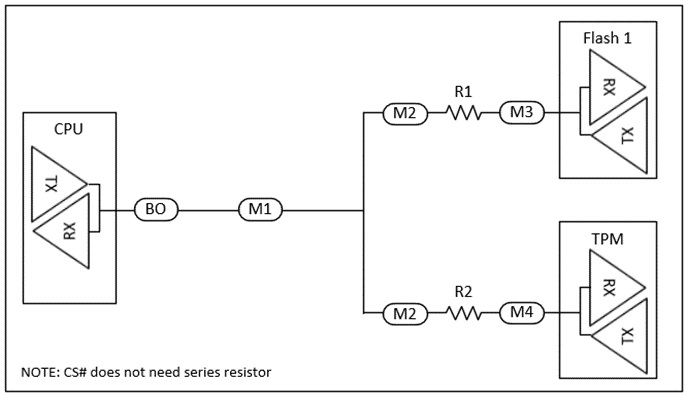 Flash 1
R1
RX
M2
M3
TX
CPU
TX
BO
M1
RX
TPM
R2
RX
M2
M4
TX
NOTE: CS# does not need series resistor